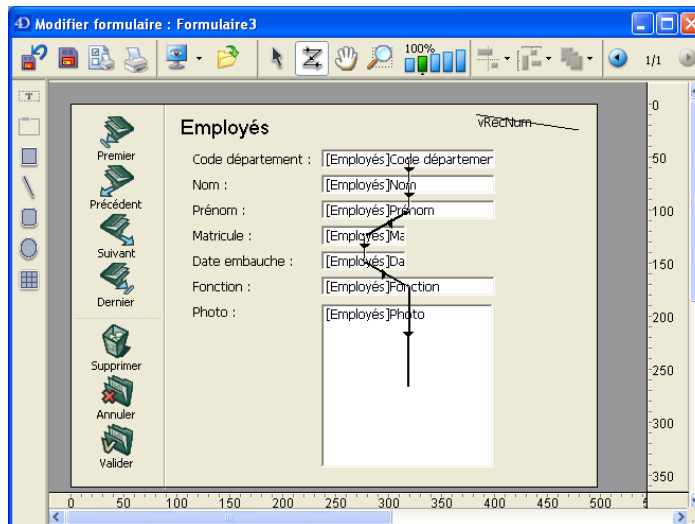 4D Modifier formulaire : Formulaire3
100%
1/1
Premier
Précédent
Suivant
Dernier
Supprimer
Annuler
Valider
Employés
vRecNum
Code département : [Employés]Code départemer
Nom : [Employés]Nom
Prénom : [Employés]Prénom
Matricule : [Employés]Ma
Date embauche : [Employés]Da
Fonction : [Employés]Fonction
Photo : [Employés]Photo
0
50
100
150
200
250
300
350
0 50 100 150 200 250 300 350 400 450 500 5